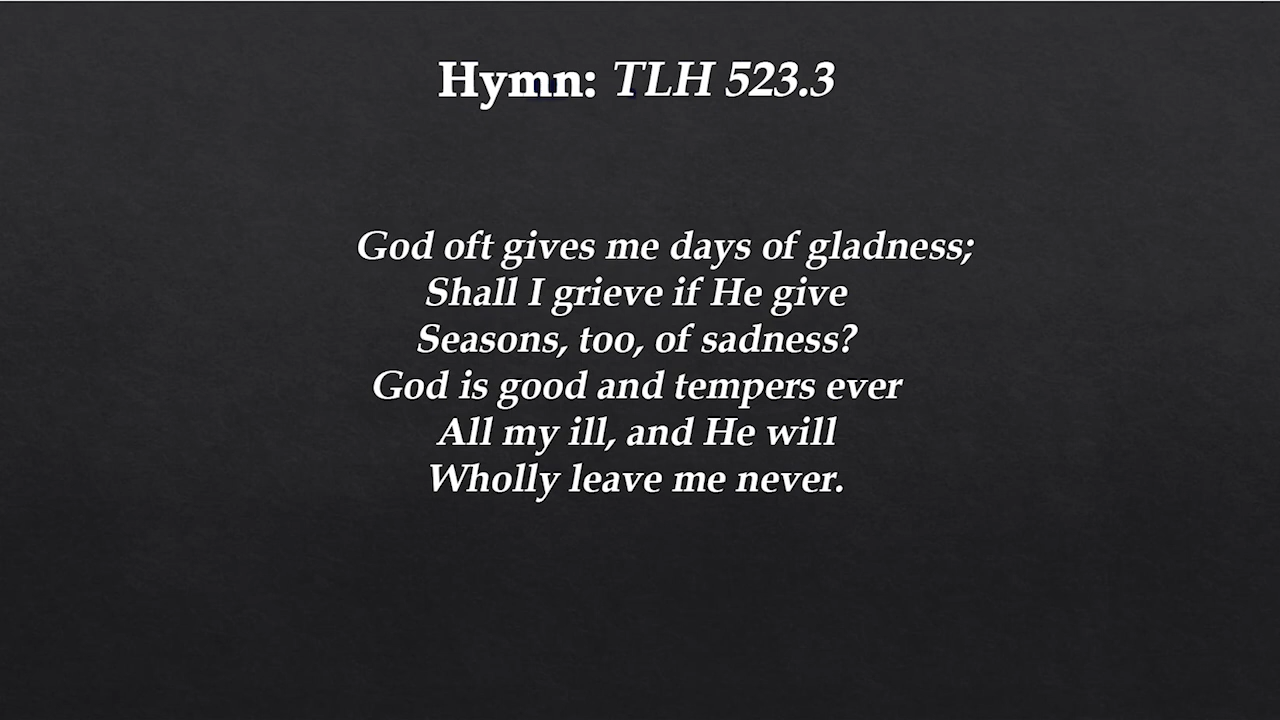 Hymn: TLH 523.3
God oft gives me days of gladness;
Shall I grieve if He give
Seasons, too, of sadness?
God is good and tempers ever
All my ill, and He will
Wholly leave me never.